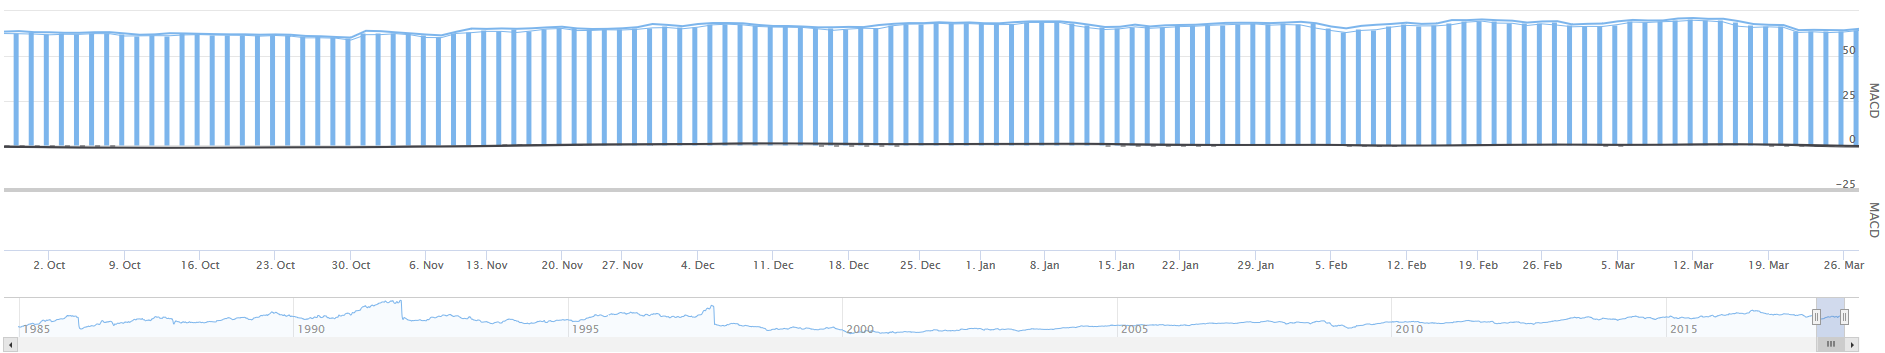 50
25
MACD
0
−25
MACD
2. Oct 9. Oct 16. Oct 23. Oct 30. Oct 6. Nov 13. Nov 20. Nov 27. Nov 4. Dec 11. Dec 18. Dec 25. Dec 1. Jan 8. Jan 15. Jan 22. Jan 29. Jan 5. Feb 12. Feb 19. Feb 26. Feb 5. Mar 12. Mar 19. Mar 26. Mar
1985 1990 1995 2000 2005 2010 2015